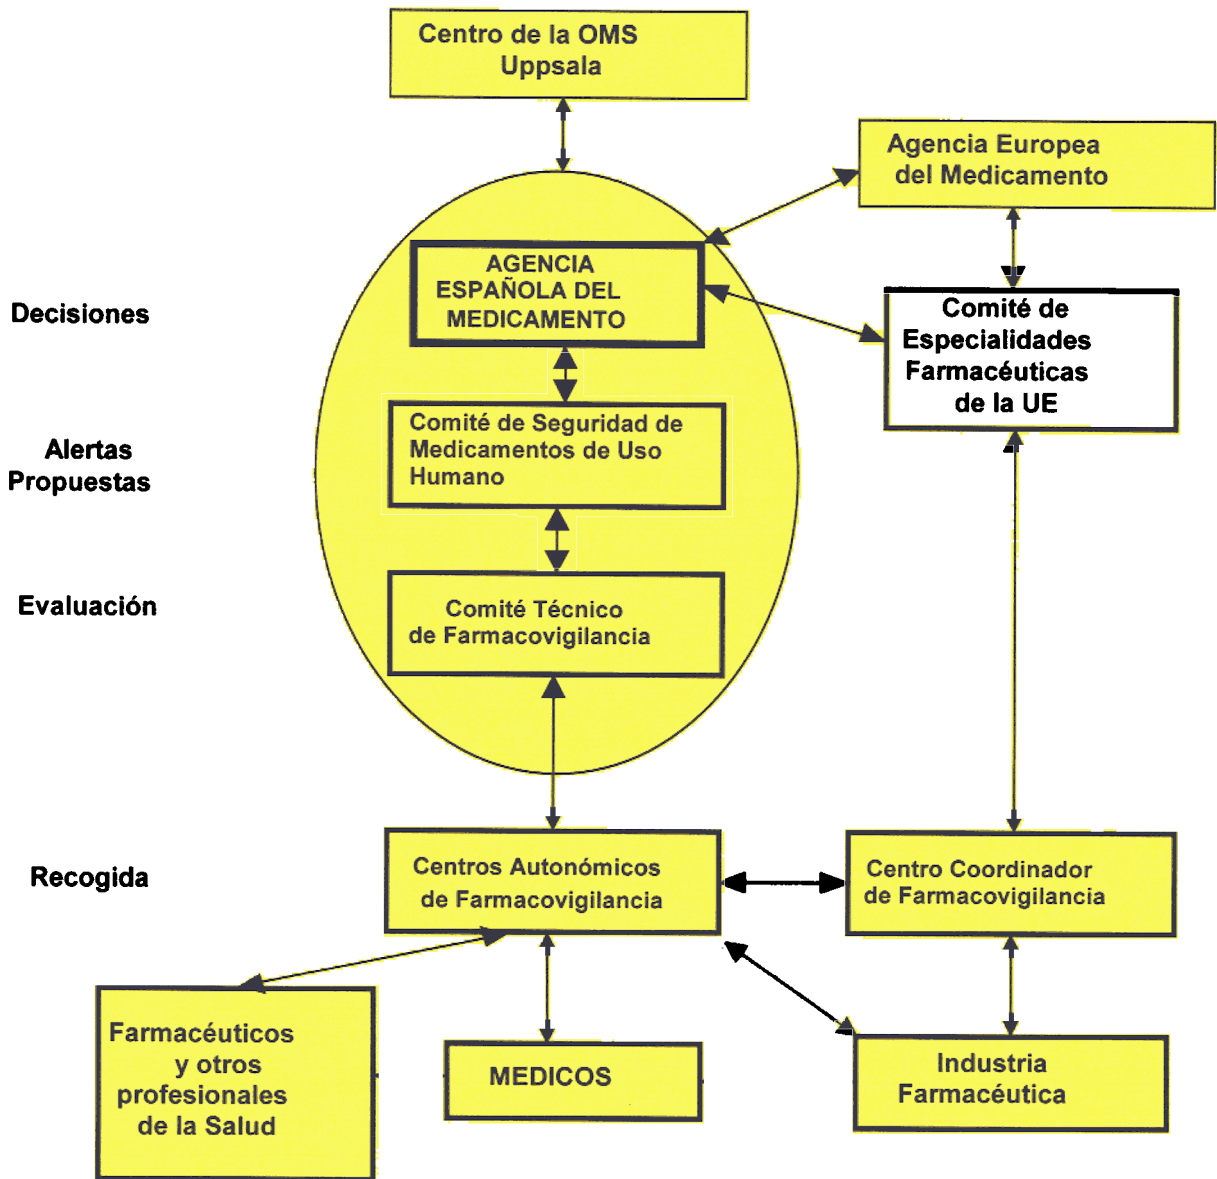 Centro de la OMS
Uppsala
Agencia Europea
del Medicamento
AGENCIA
ESPAÑOLA DEL
MEDICAMENTO
Decisiones
Comité de
Especialidades
Farmacéuticas
de la UE
Comité de Seguridad de
Medicamentos de Uso
Humano
Alertas
Propuestas
Evaluación
Comité Técnico
de Farmacovigilancia
Recogida
Centros Autonómicos
de Farmacovigilancia
Centro Coordinador
de Farmacovigilancia
Farmacéuticos
y otros
profesionales
de la Salud
MEDICOS
Industria
Farmacéutica